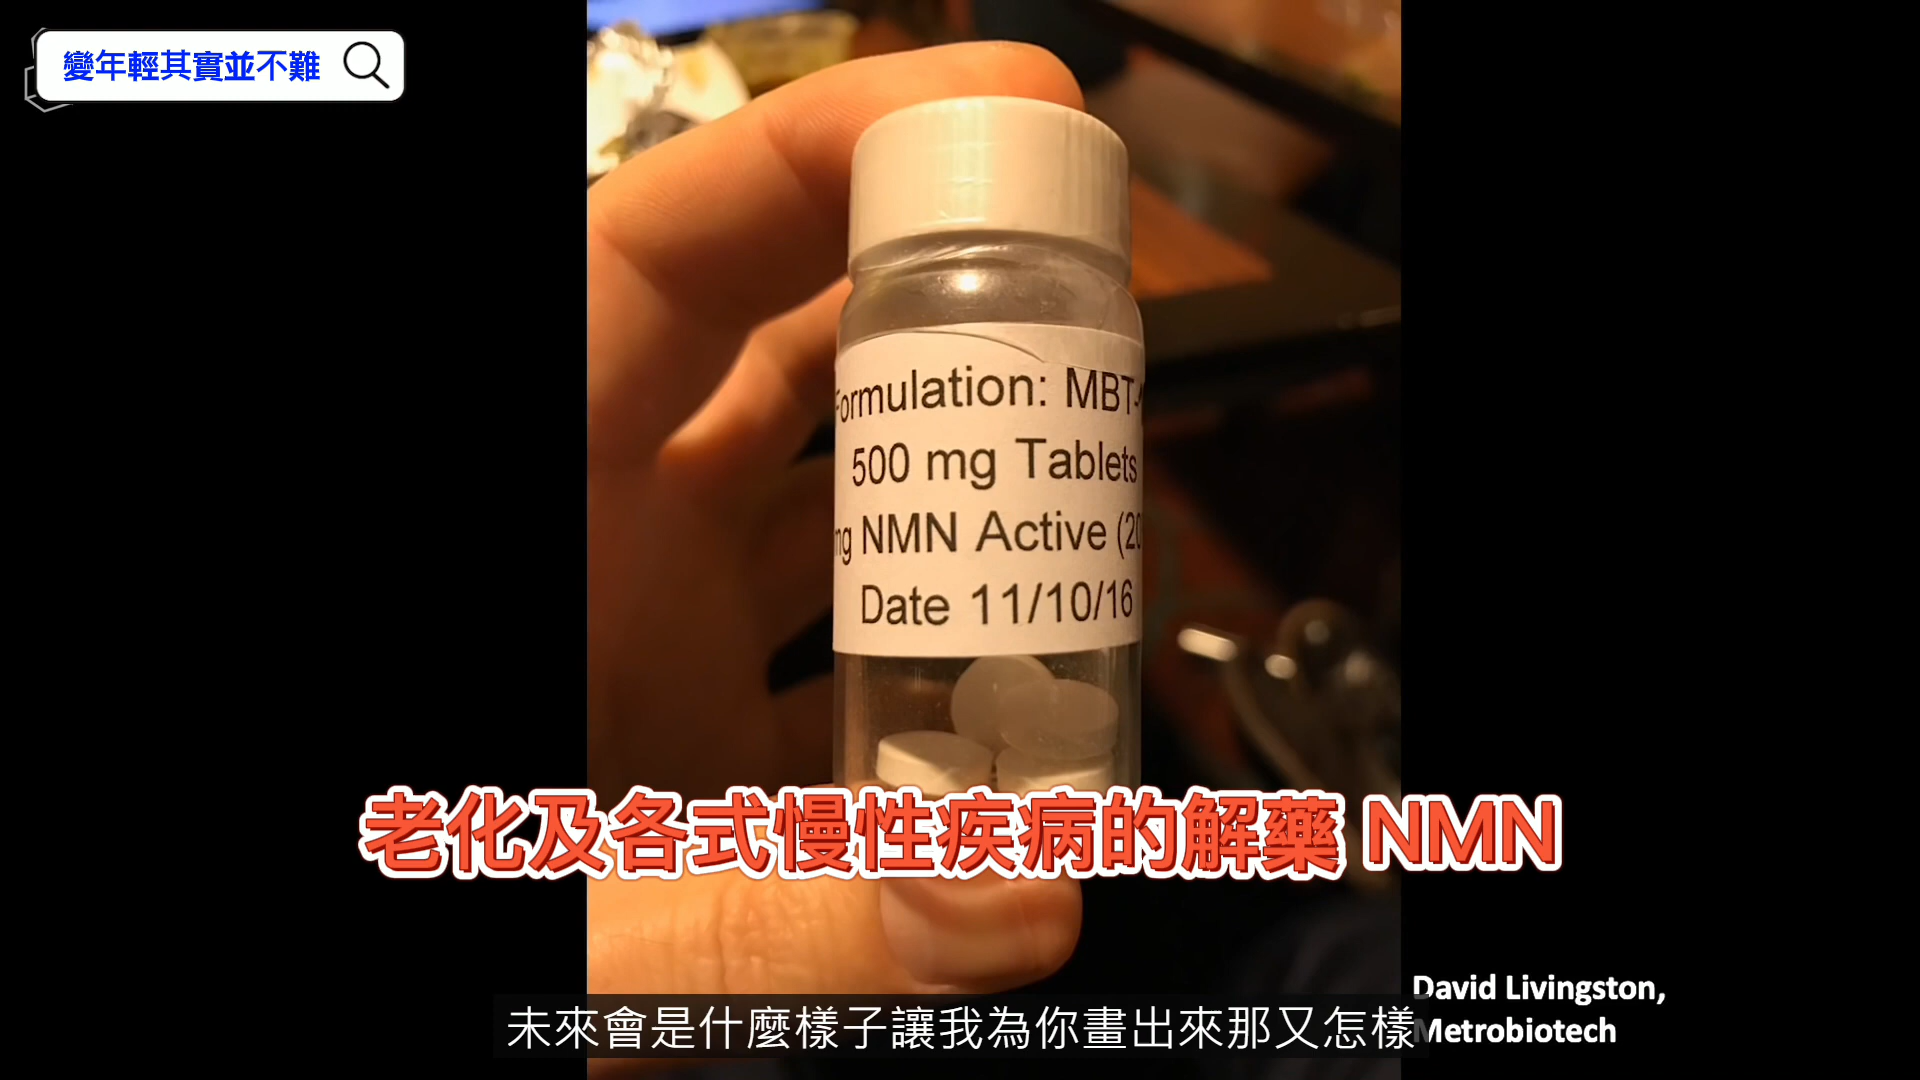 變年輕其實並不難
Formulation: MBT-
500 mg Tablets
mg NMN Active (20
Date 11/10/16
老化及各式慢性疾病的解藥 NMN
David Livingston,
Metrobiotech
未來會是什麼樣子讓我為你畫出來那又怎樣